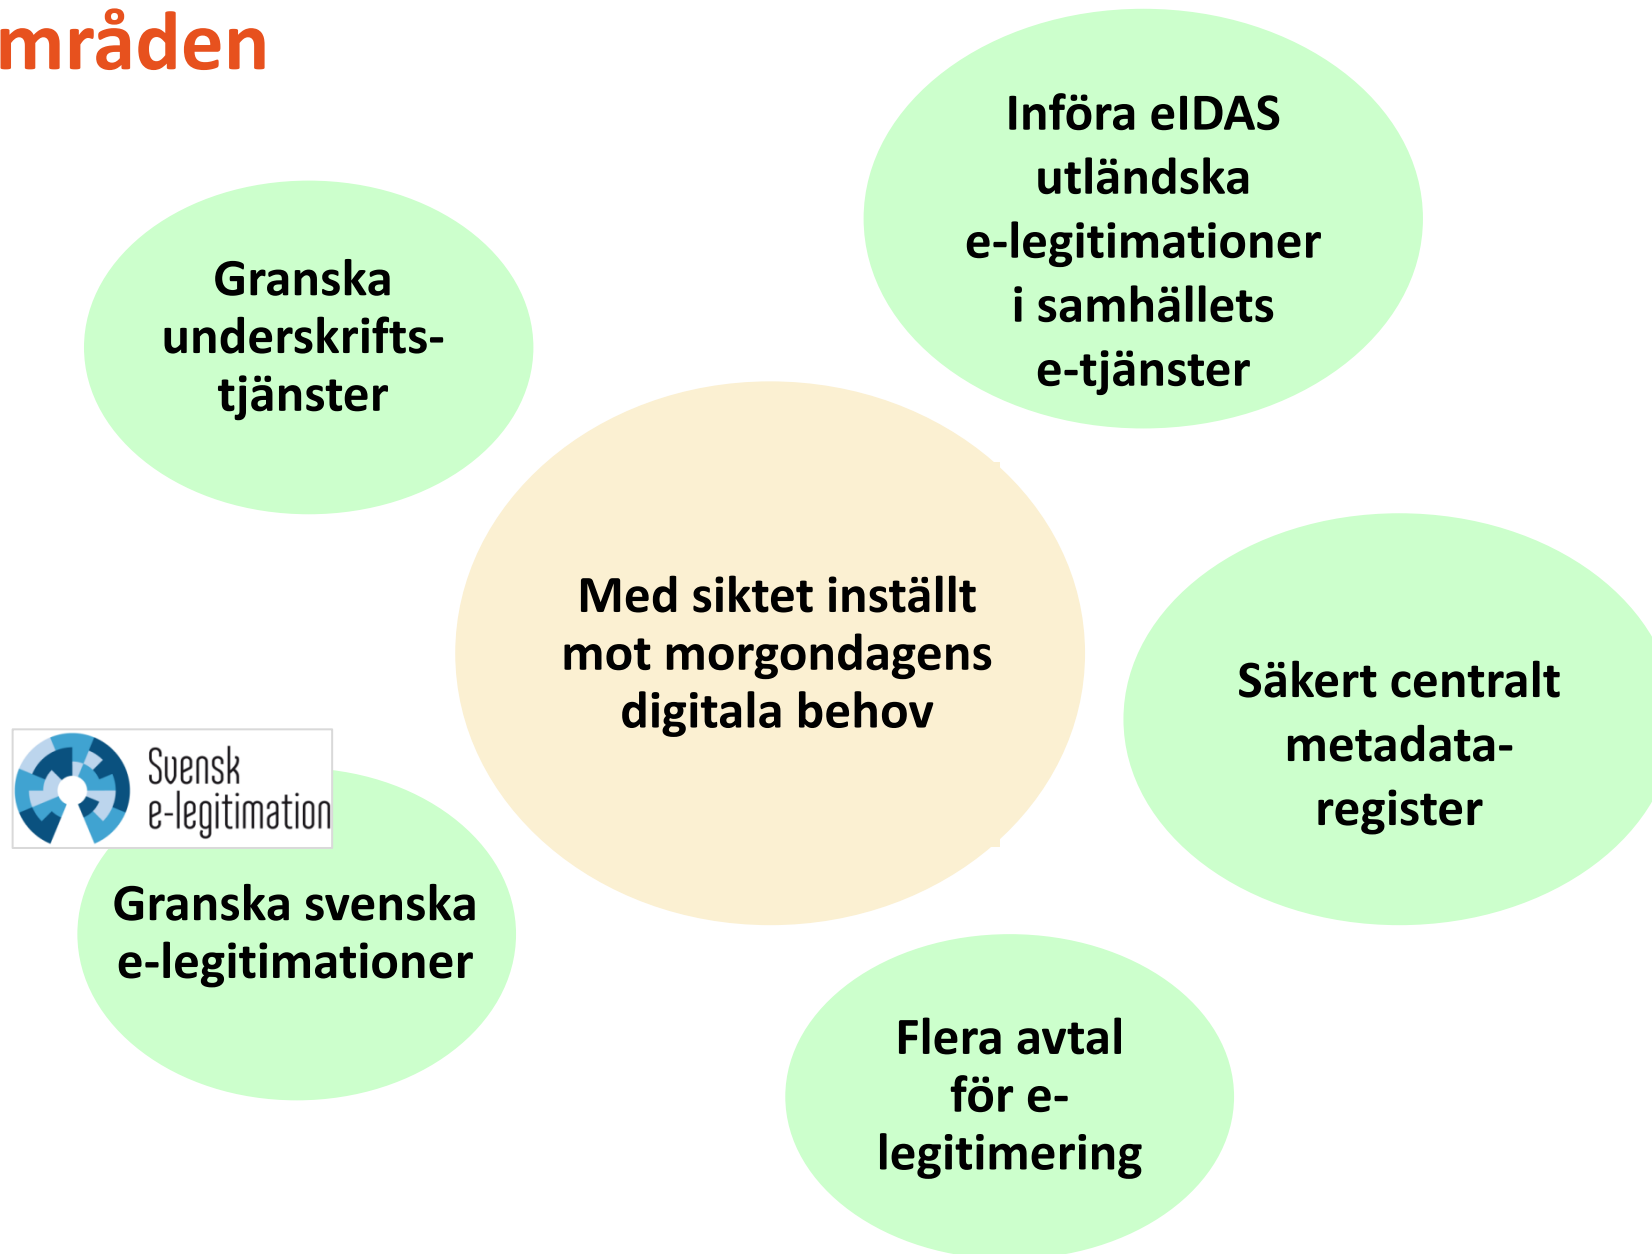 mråden
Införa eIDAS
utländska
e-legitimationer
i samhällets
e-tjänster
Granska
underskrifts-
tjänster
Med siktet inställt
mot morgondagens
digitala behov
Säkert centralt
metadata-
register
Svensk
e-legitimation
Granska svenska
e-legitimationer
Flera avtal
för e-
legitimering